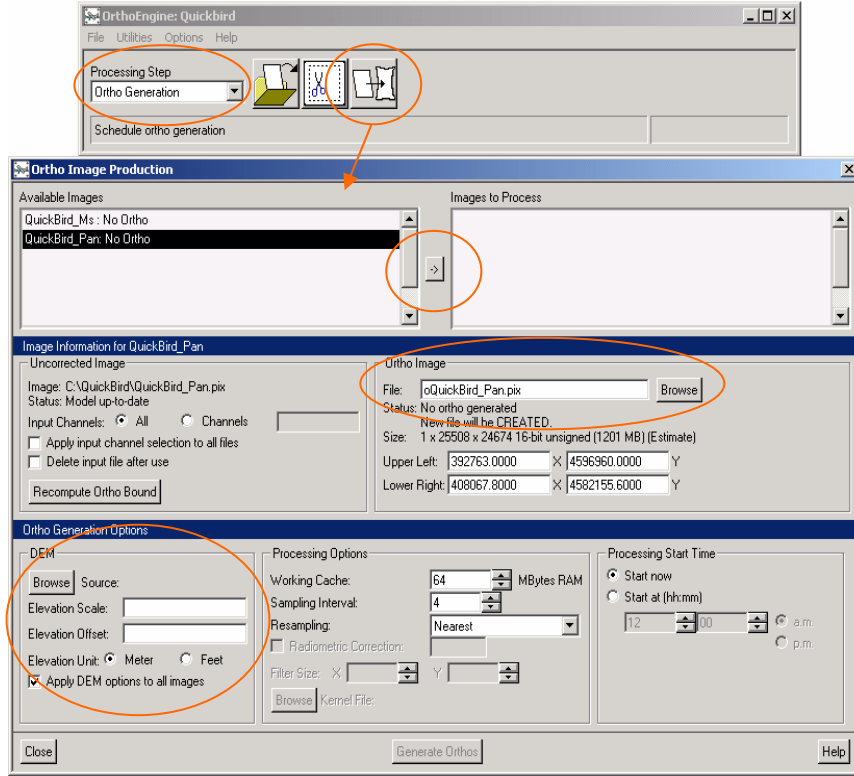 OrthoEngine: Quickbird
File Utilities Options Help
Processing Step
Ortho Generation
Schedule ortho generation
Ortho Image Production
Available Images
Images to Process
QuickBird_Ms : No Ortho
QuickBird_Pan: No Ortho
->
Image Information for QuickBird_Pan
Uncorrected Image
Image: C:\QuickBird\QuickBird_Pan.pix
Status: Model up-to-date
Input Channels: All Channels
Apply input channel selection to all files
Delete input file after use
Recompute Ortho Bound
Ortho Image
File: oQuickBird_Pan.pix Browse
Status: No ortho generated
New file will be CREATED.
Size: 1 x 25508 x 24674 16-bit unsigned (1201 MB) (Estimate)
Upper Left: 392763.0000 X 4596960.0000 Y
Lower Right: 408067.8000 X 4582155.6000 Y
Ortho Generation Options
DEM
Browse Source:
Elevation Scale:
Elevation Offset:
Elevation Unit: Meter Feet
Apply DEM options to all images
Processing Options
Working Cache: 64 MBytes RAM
Sampling Interval: 4
Resampling: Nearest
Radiometric Correction:
Filter Size: X Y
Browse Kernel File:
Processing Start Time
Start now
Start at (hh:mm)
12 :00 a.m.
p.m.
Close
Generate Orthos
Help